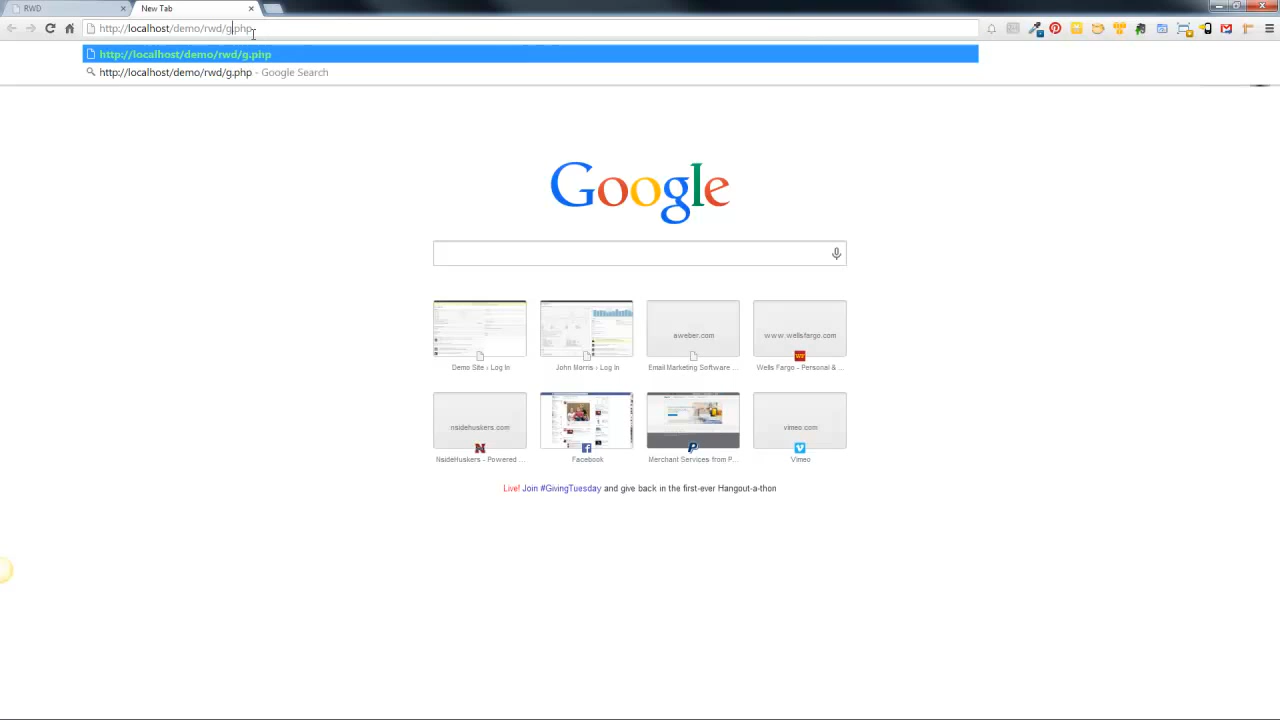 RWD
New Tab
http://localhost/demo/rwd/g.php
http://localhost/demo/rwd/g.php
http://localhost/demo/rwd/g.php - Google Search
Google
aweber.com
www.wellsfargo.com
Demo Site › Log In
John Morris › Log In
Email Marketing Software ...
Wells Fargo - Personal & ...
nsidehuskers.com
vimeo.com
NsideHuskers - Powered ...
Facebook
Merchant Services from P...
Vimeo
Live! Join #GivingTuesday and give back in the first-ever Hangout-a-thon